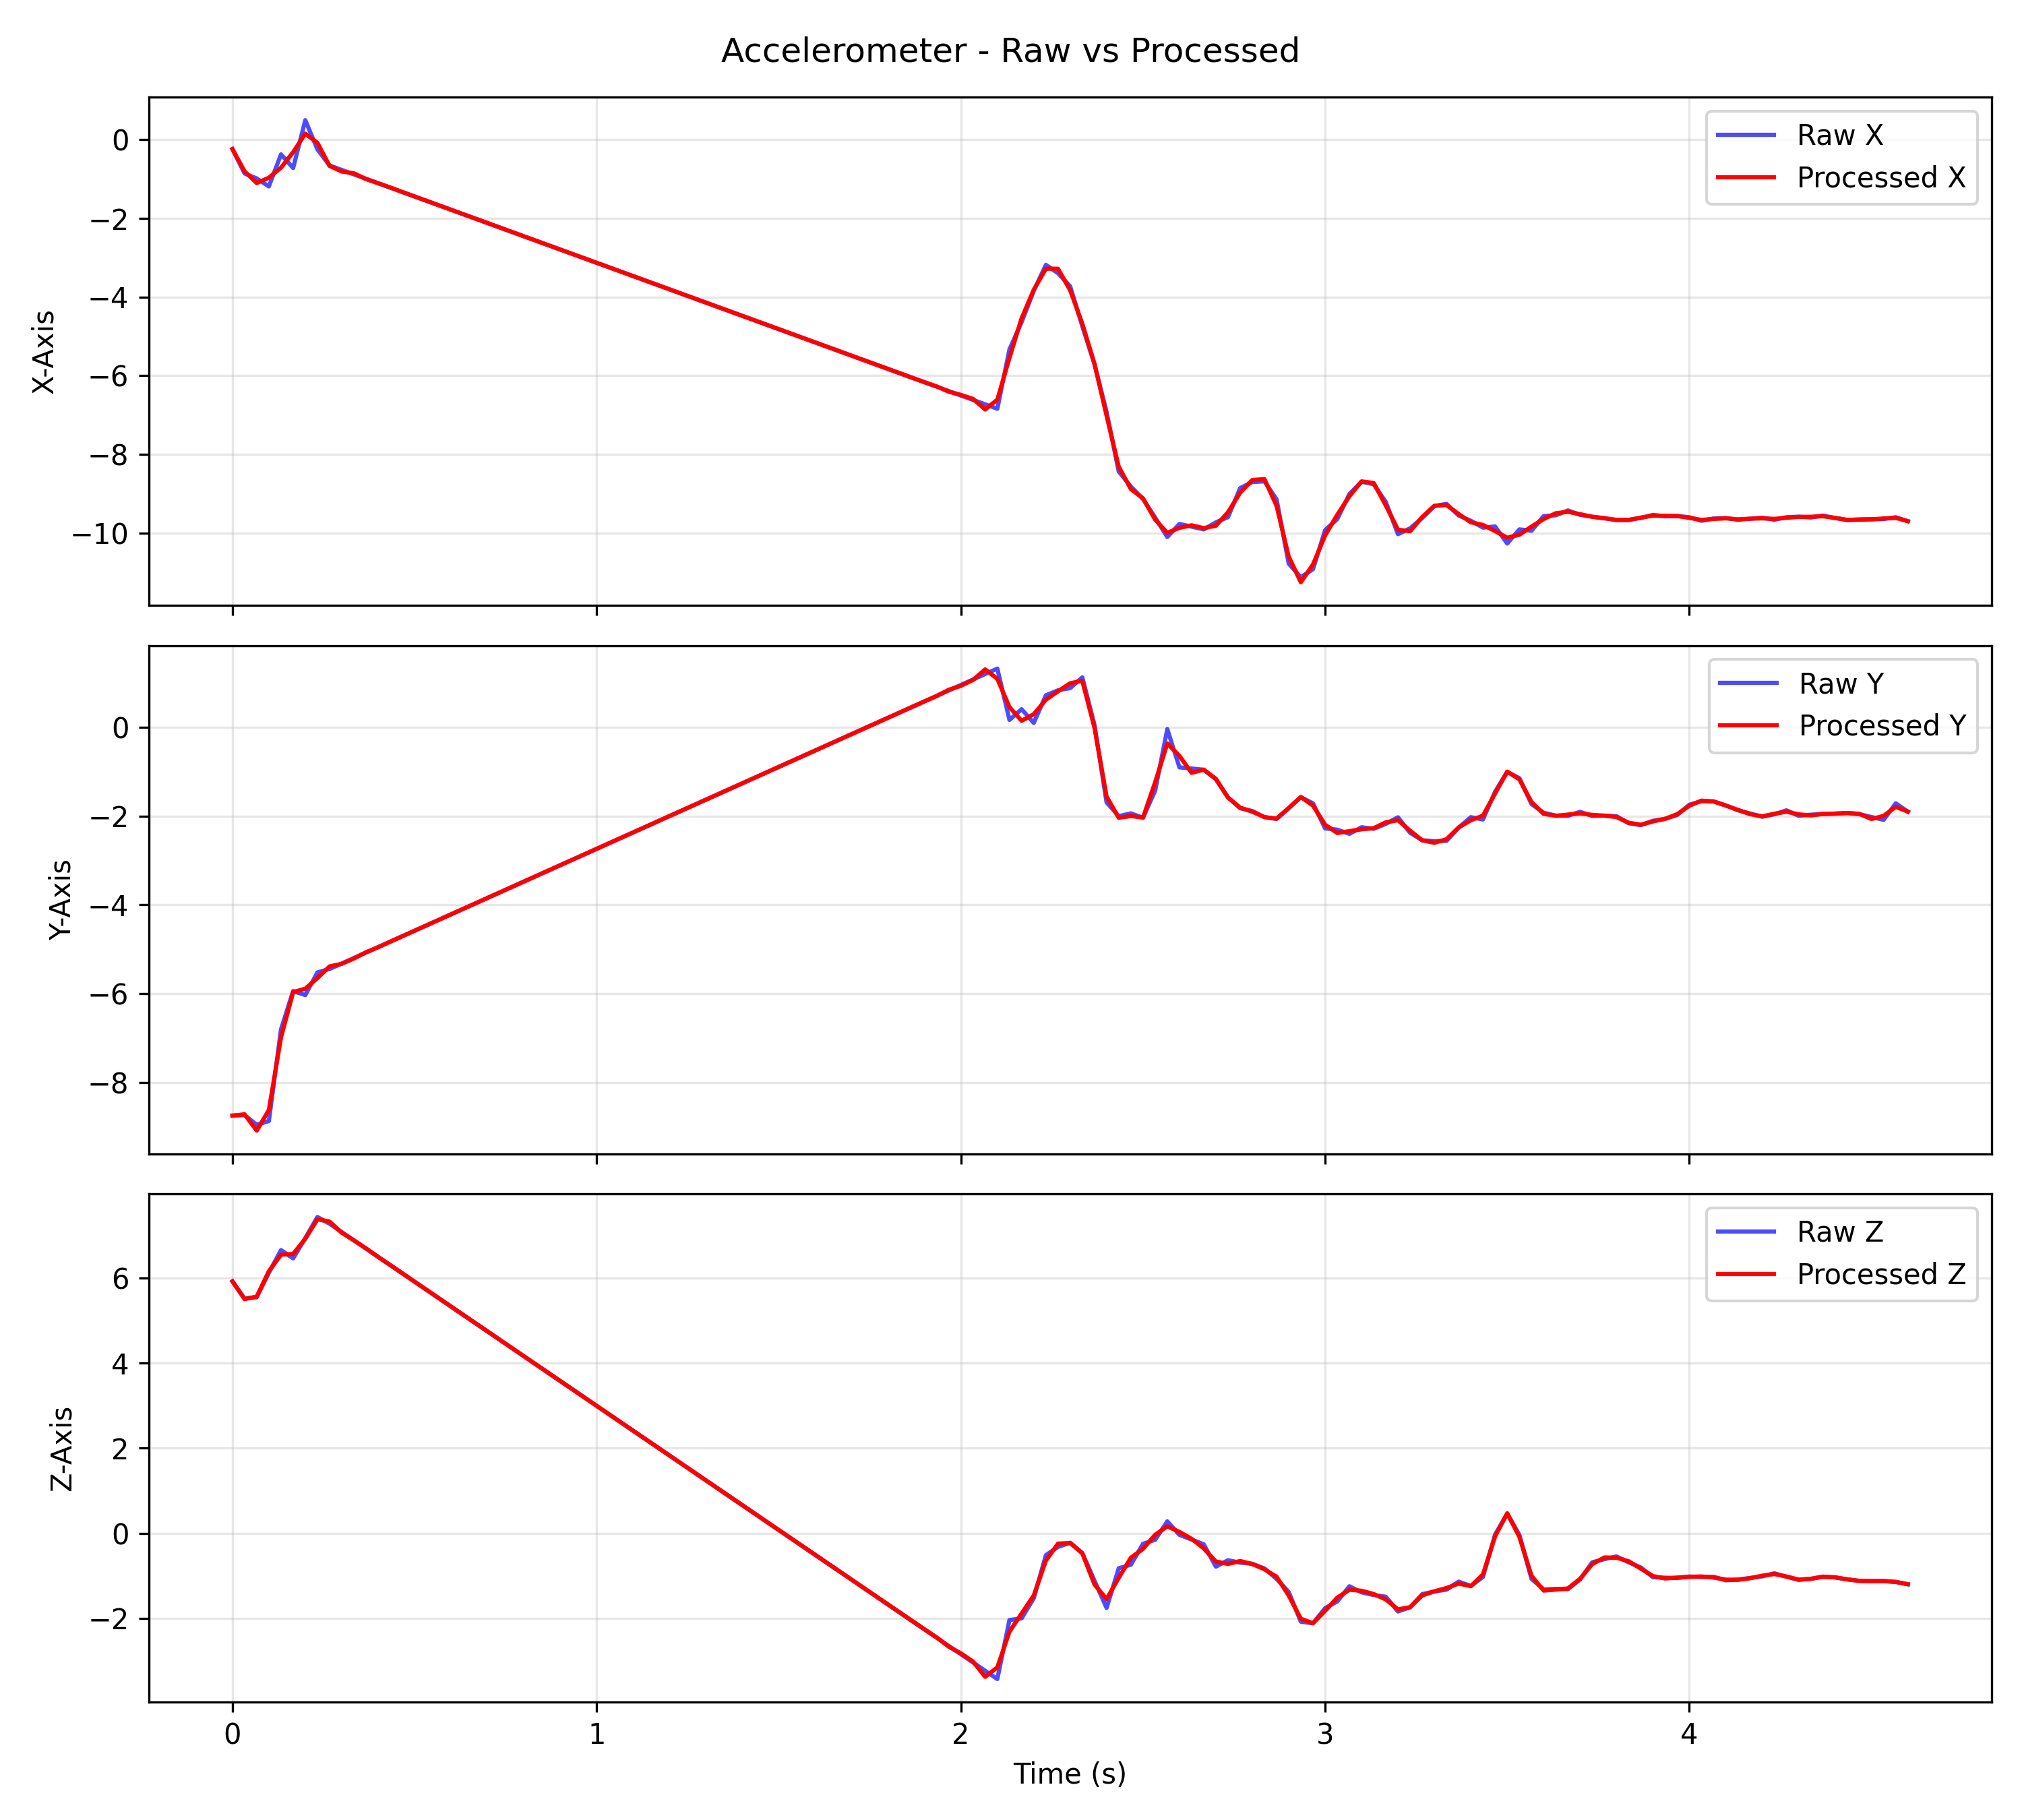 Accelerometer - Raw vs Processed
0
−2
−4
−6
−8
−10
X-Axis
Raw X
Processed X
0
−2
−4
−6
−8
Y-Axis
Raw Y
Processed Y
6
4
2
0
−2
Z-Axis
Raw Z
Processed Z
0 1 2 3 4
Time (s)